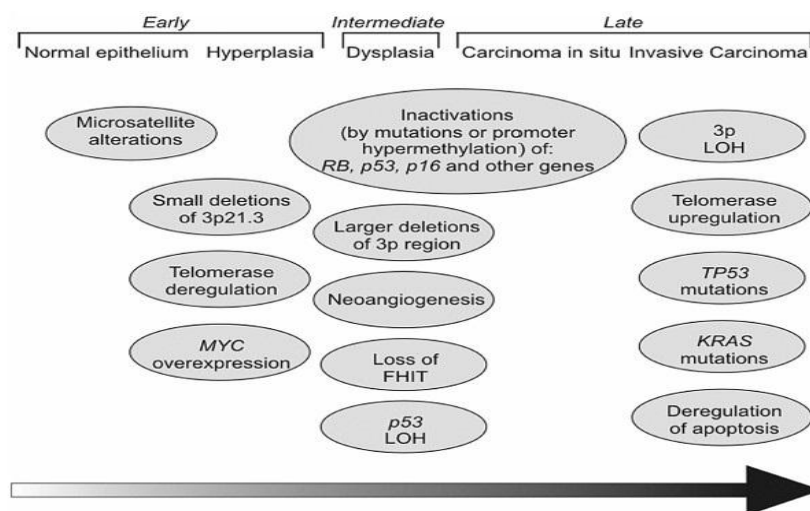 Early Intermediate Late
Normal epithelium Hyperplasia Dysplasia Carcinoma in situ Invasive Carcinoma
Microsatellite
alterations
Small deletions
of 3p21.3
Telomerase
deregulation
MYC
overexpression
Inactivations
(by mutations or promoter
hypermethylation) of:
RB, p53, p16 and other genes
Larger deletions
of 3p region
Neoangiogenesis
Loss of
FHIT
p53
LOH
3p
LOH
Telomerase
upregulation
TP53
mutations
KRAS
mutations
Deregulation
of apoptosis